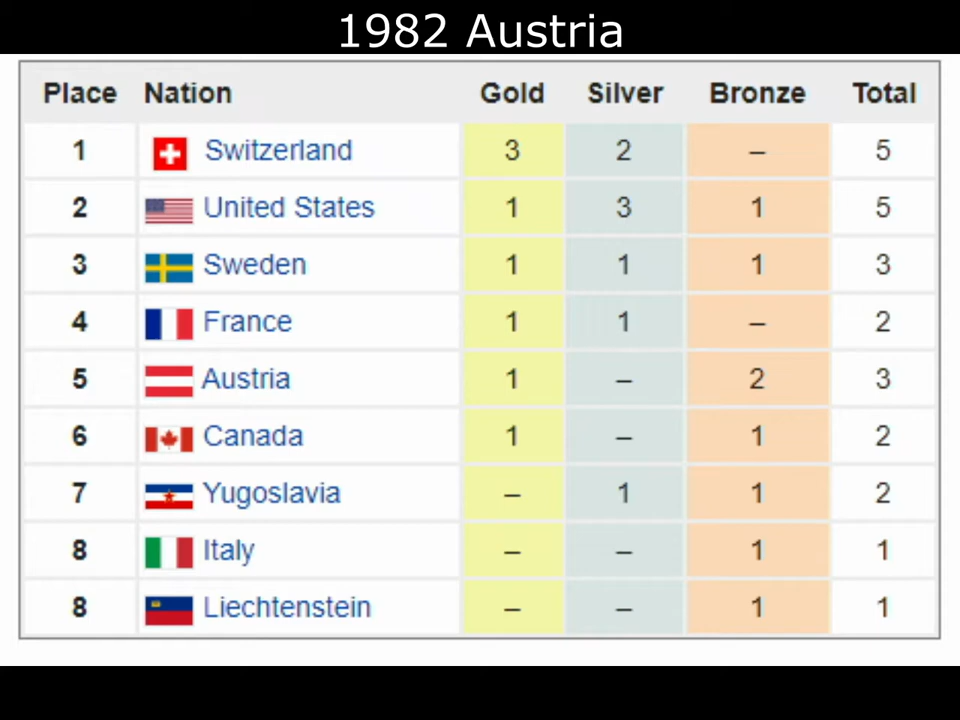 1982 Austria
Place Nation Gold Silver Bronze Total
1 Switzerland 3 2 – 5
2 United States 1 3 1 5
3 Sweden 1 1 1 3
4 France 1 1 – 2
5 Austria 1 – 2 3
6 Canada 1 – 1 2
7 Yugoslavia – 1 1 2
8 Italy – – 1 1
8 Liechtenstein – – 1 1